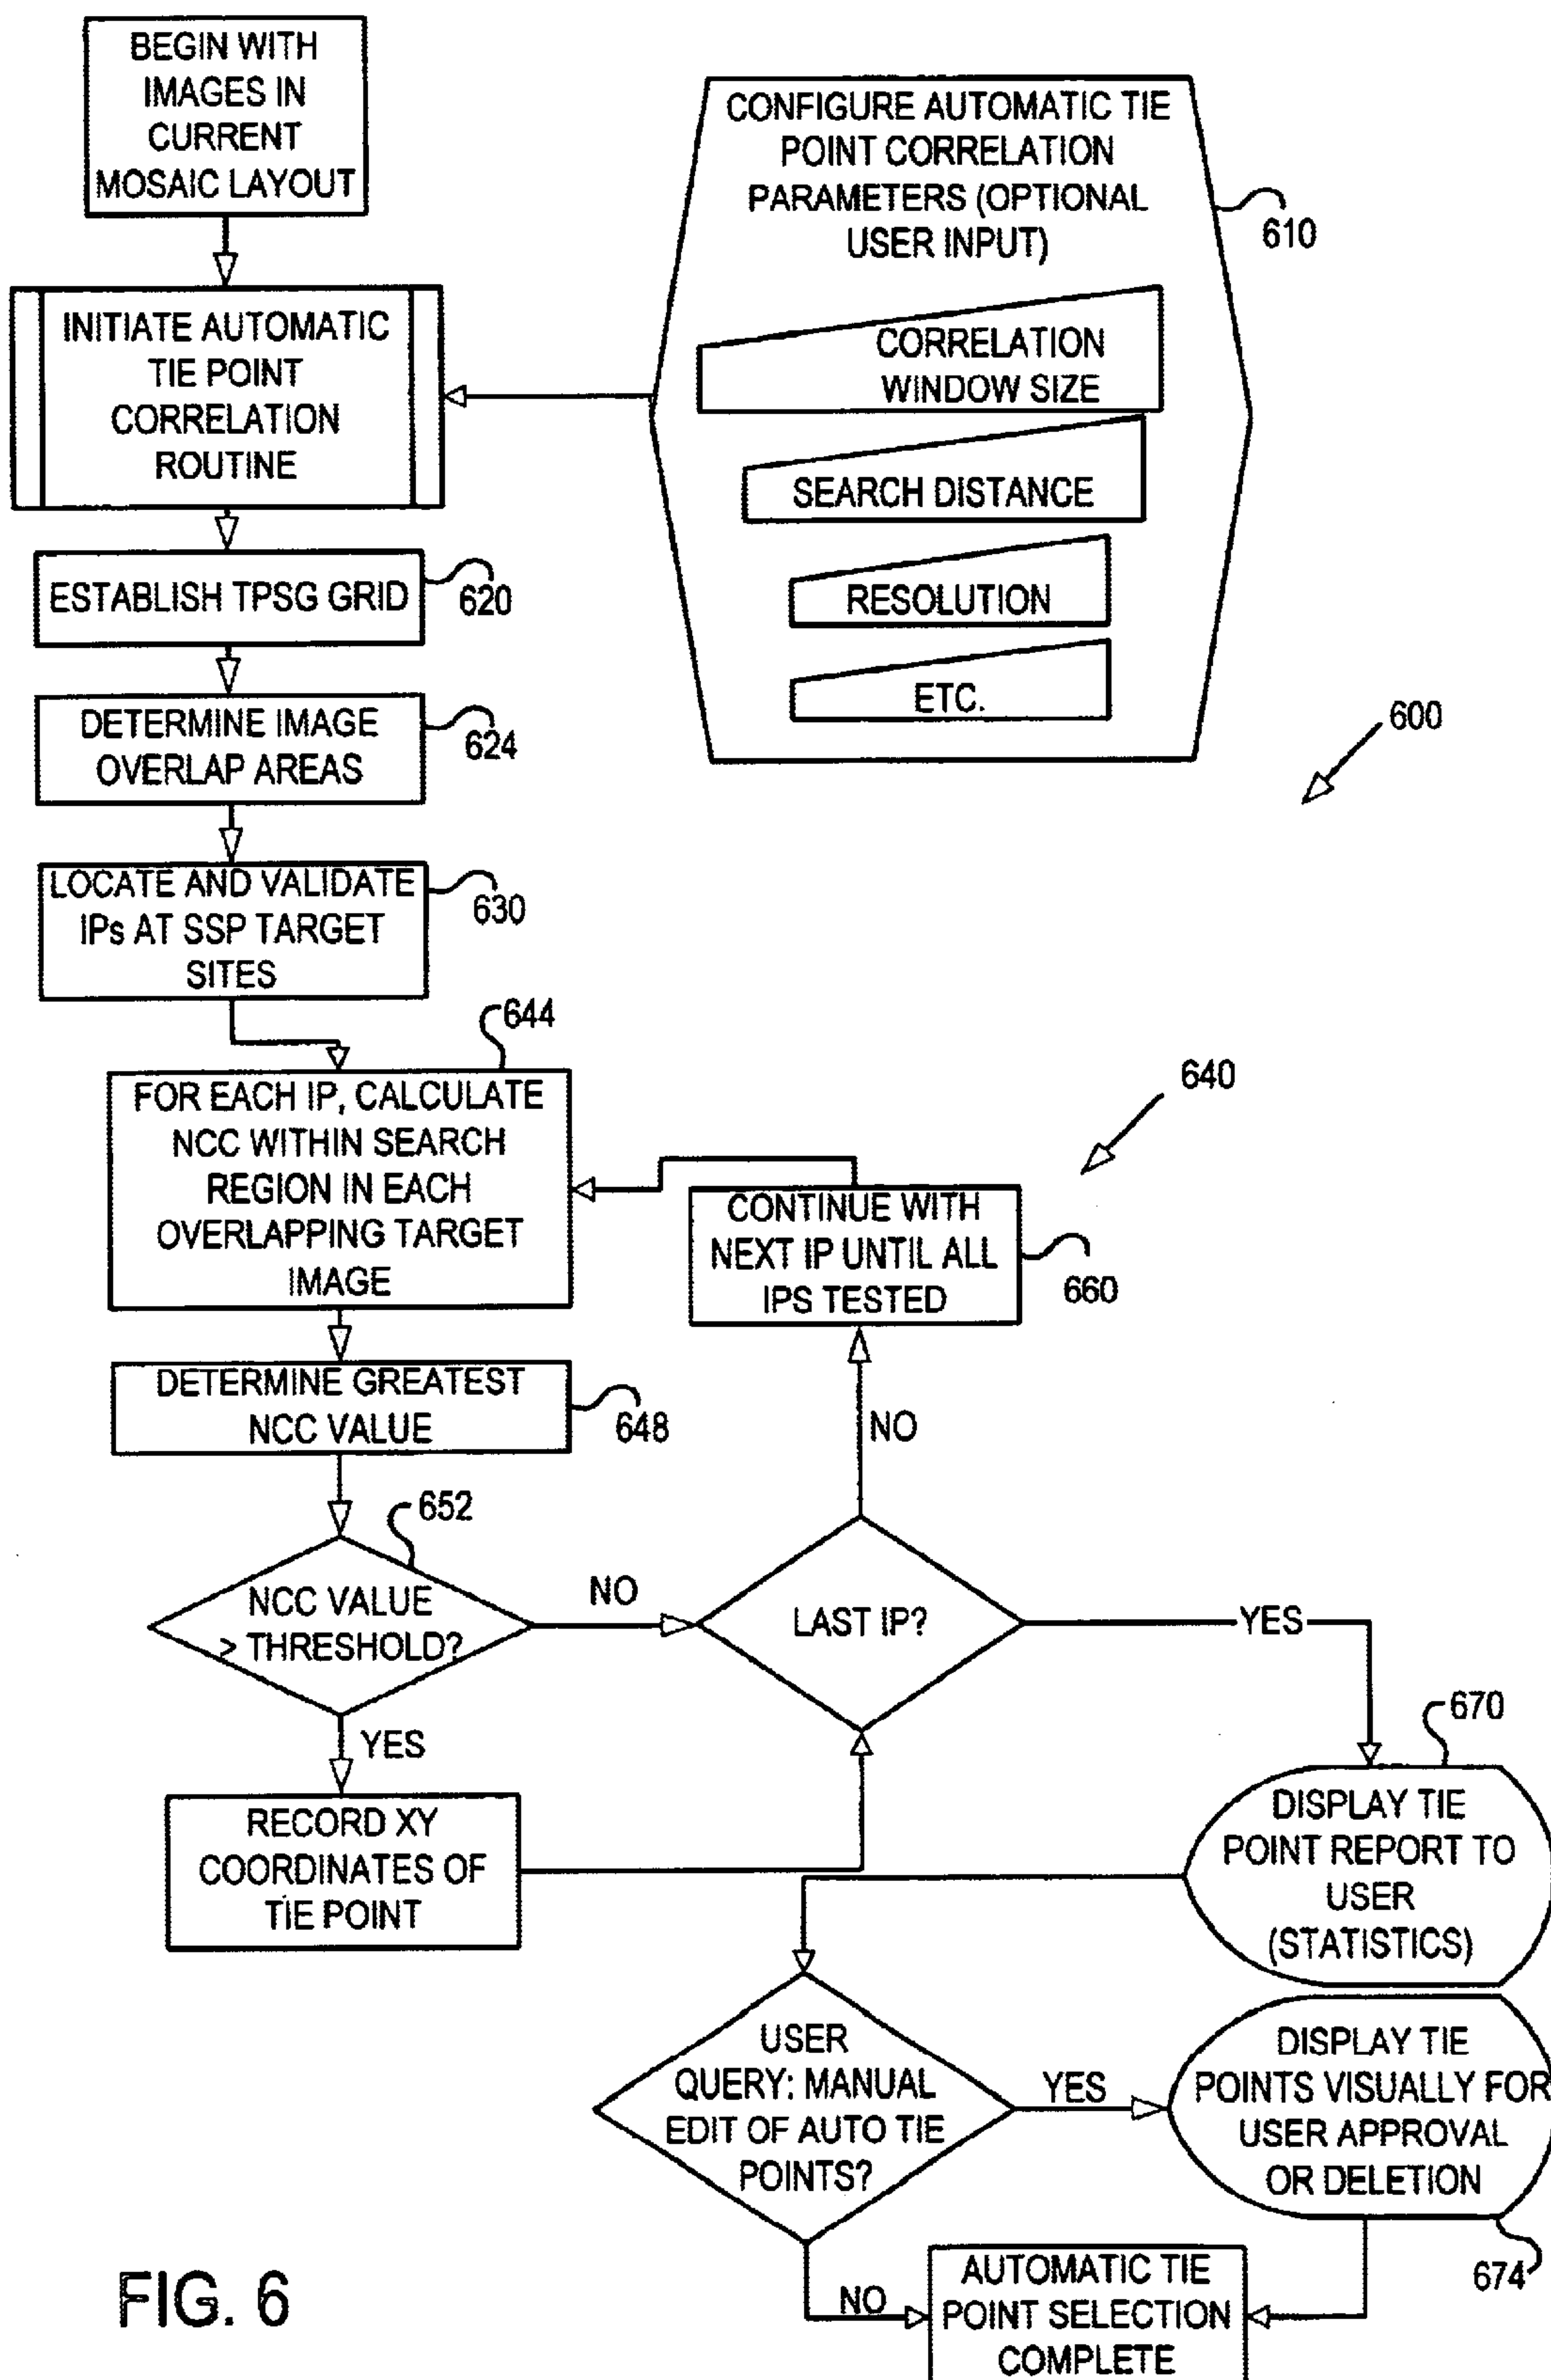 BEGIN WITH
IMAGES IN
CURRENT
MOSAIC LAYOUT
CONFIGURE AUTOMATIC TIE
POINT CORRELATION
PARAMETERS (OPTIONAL
USER INPUT)
610
CORRELATION
WINDOW SIZE
SEARCH DISTANCE
RESOLUTION
ETC.
INITIATE AUTOMATIC
TIE POINT
CORRELATION
ROUTINE
ESTABLISH TPSG GRID
620
DETERMINE IMAGE
OVERLAP AREAS
624
600
LOCATE AND VALIDATE
IPs AT SSP TARGET
SITES
630
644
FOR EACH IP, CALCULATE
NCC WITHIN SEARCH
REGION IN EACH
OVERLAPPING TARGET
IMAGE
640
CONTINUE WITH
NEXT IP UNTIL ALL
IPS TESTED
660
DETERMINE GREATEST
NCC VALUE
648
NO
652
NCC VALUE
> THRESHOLD?
NO
LAST IP?
YES
YES
RECORD XY
COORDINATES OF
TIE POINT
670
DISPLAY TIE
POINT REPORT TO
USER
(STATISTICS)
USER
QUERY: MANUAL
EDIT OF AUTO TIE
POINTS?
YES
DISPLAY TIE
POINTS VISUALLY FOR
USER APPROVAL
OR DELETION
674
NO
AUTOMATIC TIE
POINT SELECTION
COMPLETE
FIG. 6